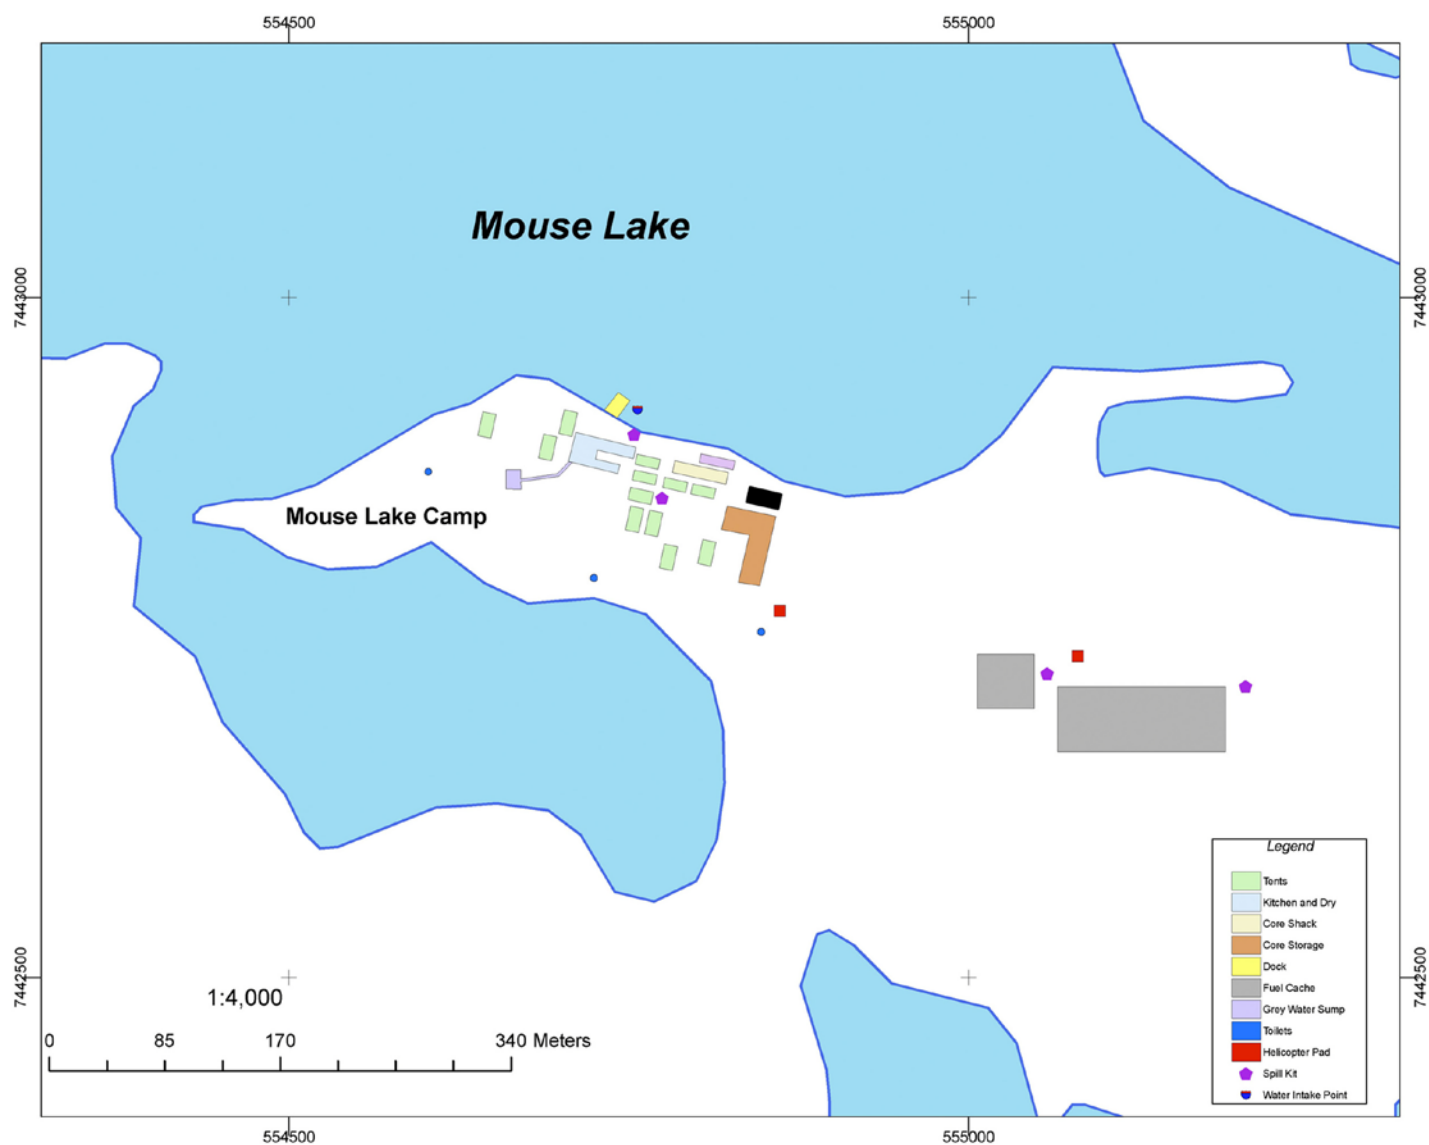 554500
555000
Mouse Lake
7443000
7443000
Mouse Lake Camp
Legend
Tents
Kitchen and Dry
Core Shack
Core Storage
Dock
Fuel Cache
Grey Water Sump
Toilets
Helicopter Pad
Spill Kit
Water Intake Point
7442500
7442500
1:4,000
0 85 170 340 Meters
554500
555000